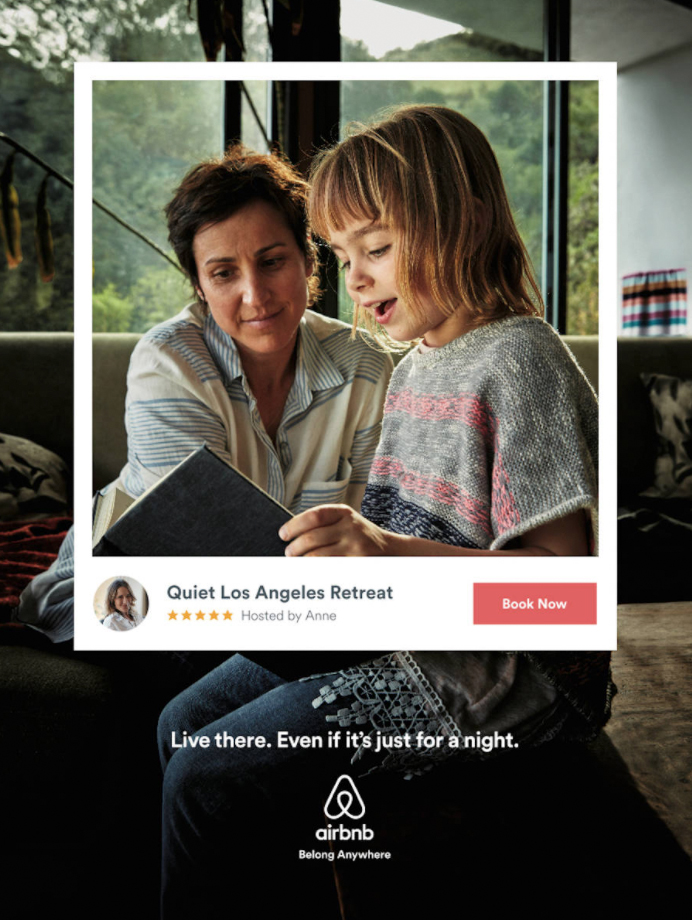 Quiet Los Angeles Retreat
Hosted by Anne
Book Now
Live there. Even if it's just for a night.
airbnb
Belong Anywhere